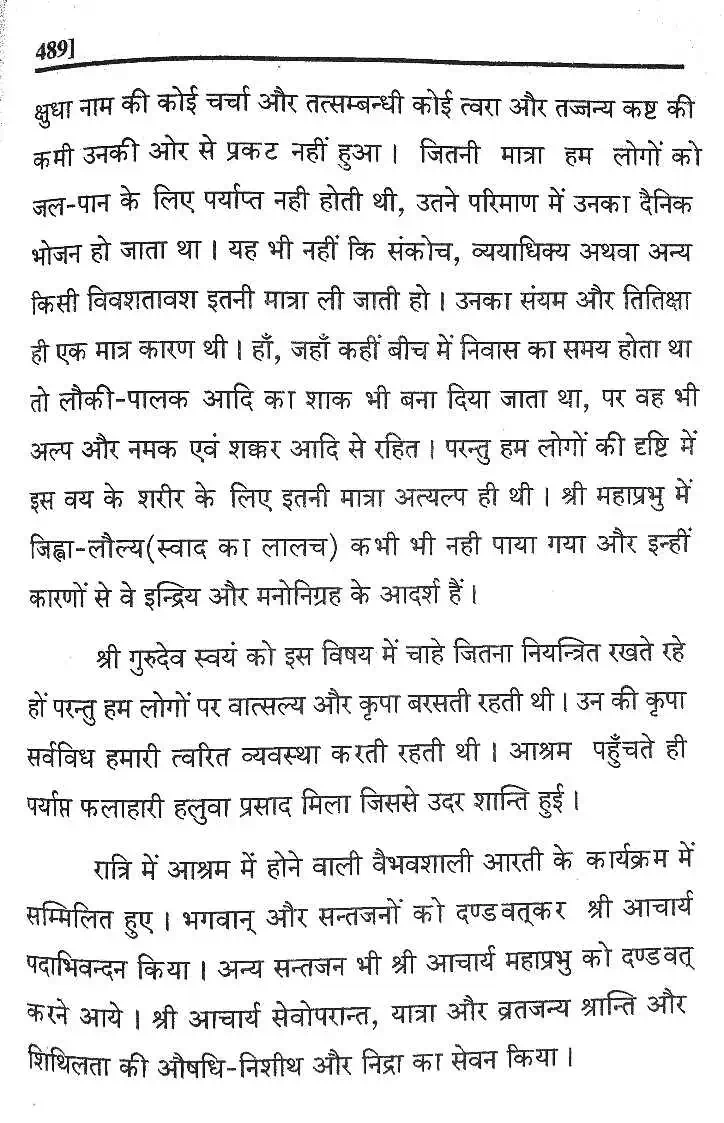 489]
क्षुधा नाम की कोई चर्चा और तत्सम्बन्धी कोई त्वरा और तज्जन्य कष्ट की
कमी उनकी ओर से प्रकट नहीं हुआ। जितनी मात्रा हम लोगों को
जल-पान के लिए पर्याप्त नही होती थी, उतने परिमाण में उनका दैनिक
भोजन हो जाता था। यह भी नहीं कि संकोच, व्ययाधिक्य अथवा अन्य
किसी विवशतावश इतनी मात्रा ली जाती हो। उनका संयम और तितिक्षा
ही एक मात्र कारण थी। हाँ, जहाँ कहीं बीच में निवास का समय होता था
तो लौकी-पालक आदि का शाक भी बना दिया जाता था, पर वह भी
अल्प और नमक एवं शक्कर आदि से रहित। परन्तु हम लोगों की दृष्टि में
इस वय के शरीर के लिए इतनी मात्रा अत्यल्प ही थी। श्री महाप्रभु में
जिह्वा-लौल्य(स्वाद का लालच) कभी भी नही पाया गया और इन्हीं
कारणों से वे इन्द्रिय और मनोनिग्रह के आदर्श हैं।
श्री गुरुदेव स्वयं को इस विषय में चाहे जितना नियन्त्रित रखते रहे
हों परन्तु हम लोगों पर वात्सल्य और कृपा बरसती रहती थी। उन की कृपा
सर्वविध हमारी त्वरित व्यवस्था करती रहती थी। आश्रम पहुँचते ही
पर्याप्त फलाहारी हलुवा प्रसाद मिला जिससे उदर शान्ति हुई।
रात्रि में आश्रम में होने वाली वैभवशाली आरती के कार्यक्रम में
सम्मिलित हुए। भगवान् और सन्तजनों को दण्डवत्‌कर श्री आचार्य
पदाभिवन्दन किया। अन्य सन्तजन भी श्री आचार्य महाप्रभु को दण्डवत्
करने आये। श्री आचार्य सेवोपरान्त, यात्रा और व्रतजन्य श्रान्ति और
शिथिलता की औषधि-निशीथ और निद्रा का सेवन किया।